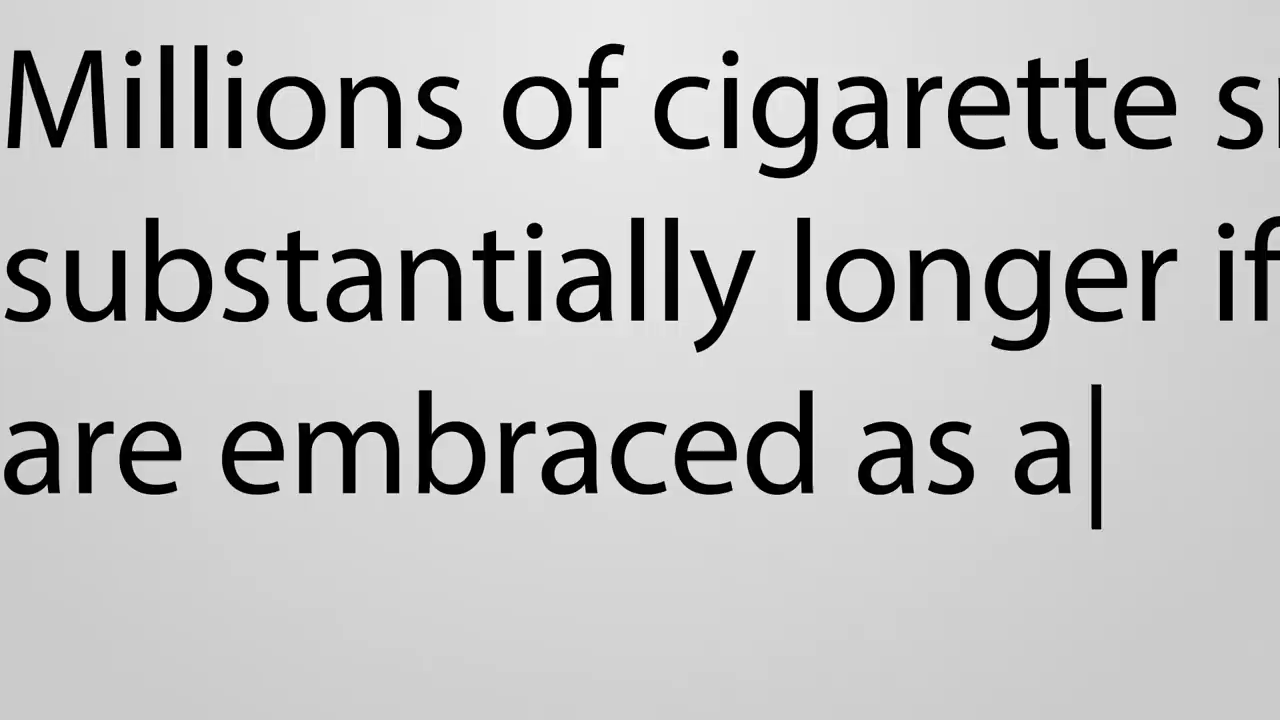 Millions of cigarette
substantially longer if
are embraced as a